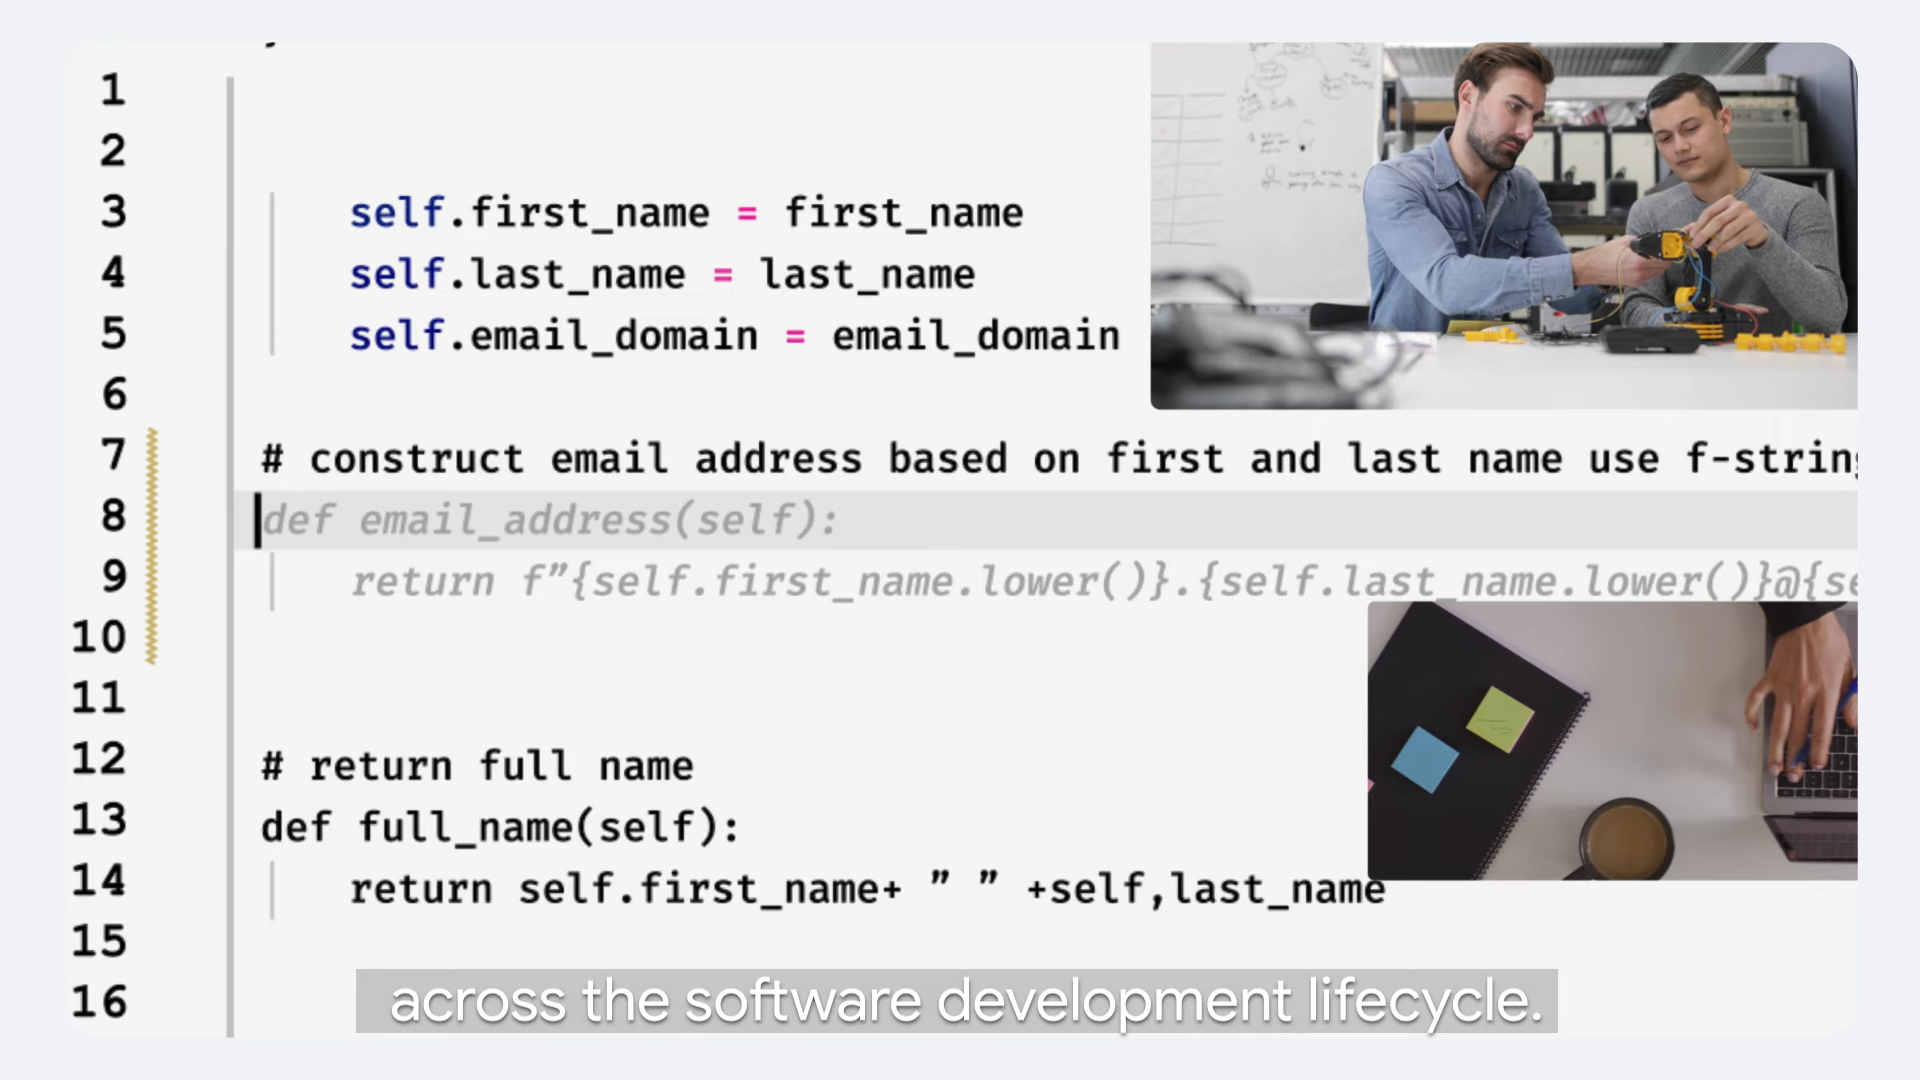 1
2
3 self.first_name = first_name
4 self.last_name = last_name
5 self.email_domain = email_domain
6
7 # construct email address based on first and last name use f-string
8 def email_address(self):
9 return f”{self.first_name.lower()}.{self.last_name.lower()}@{se
10
11
12 # return full name
13 def full_name(self):
14 return self.first_name+ ” ” +self,last_name
15
16
across the software development lifecycle.